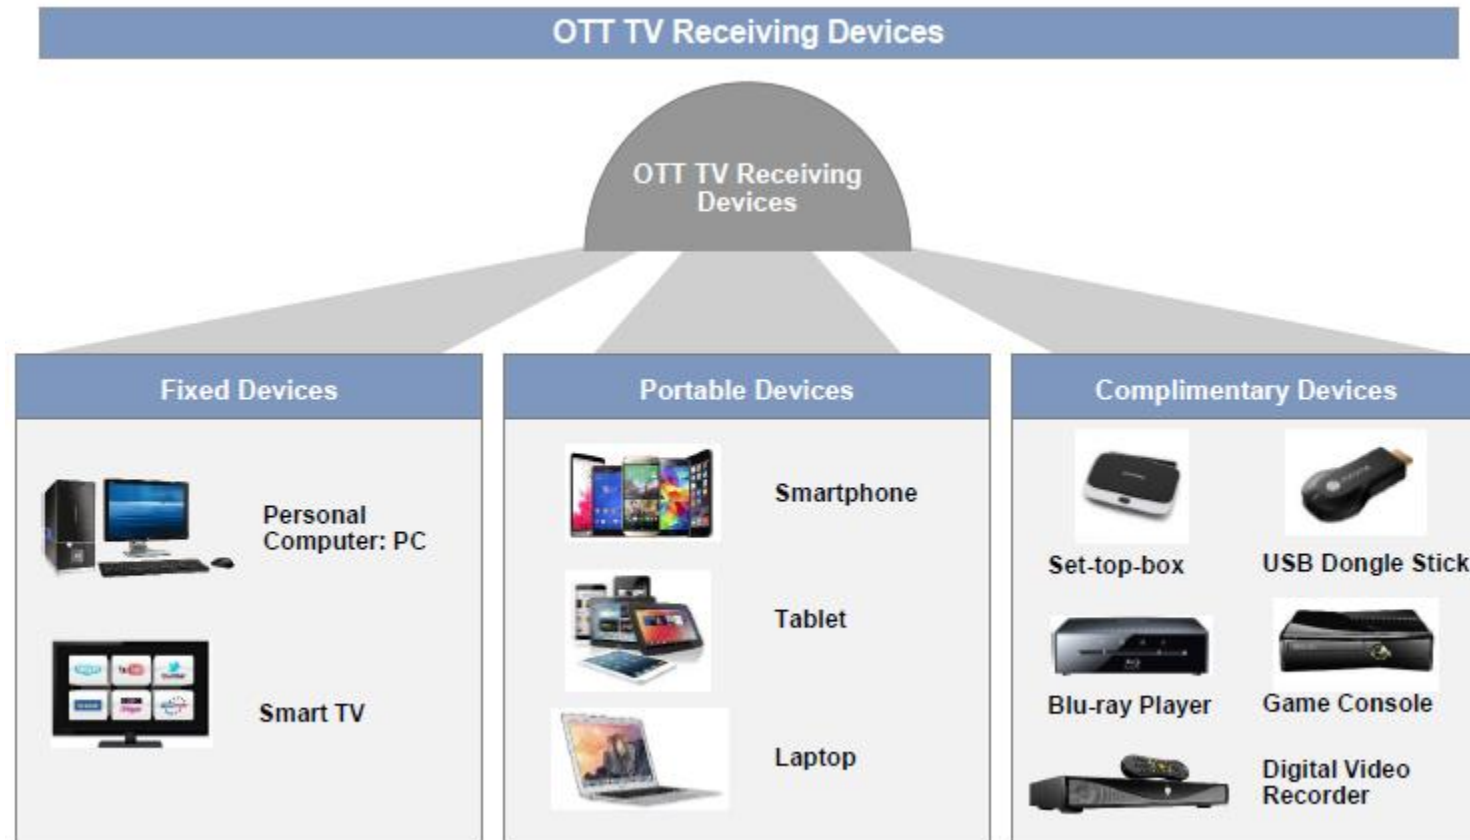 OTT TV Receiving Devices
OTT TV Receiving
Devices
Fixed Devices
Personal
Computer: PC
Smart TV
Portable Devices
Smartphone
Tablet
Laptop
Complimentary Devices
Set-top-box
USB Dongle Stick
Blu-ray Player
Game Console
Digital Video
Recorder